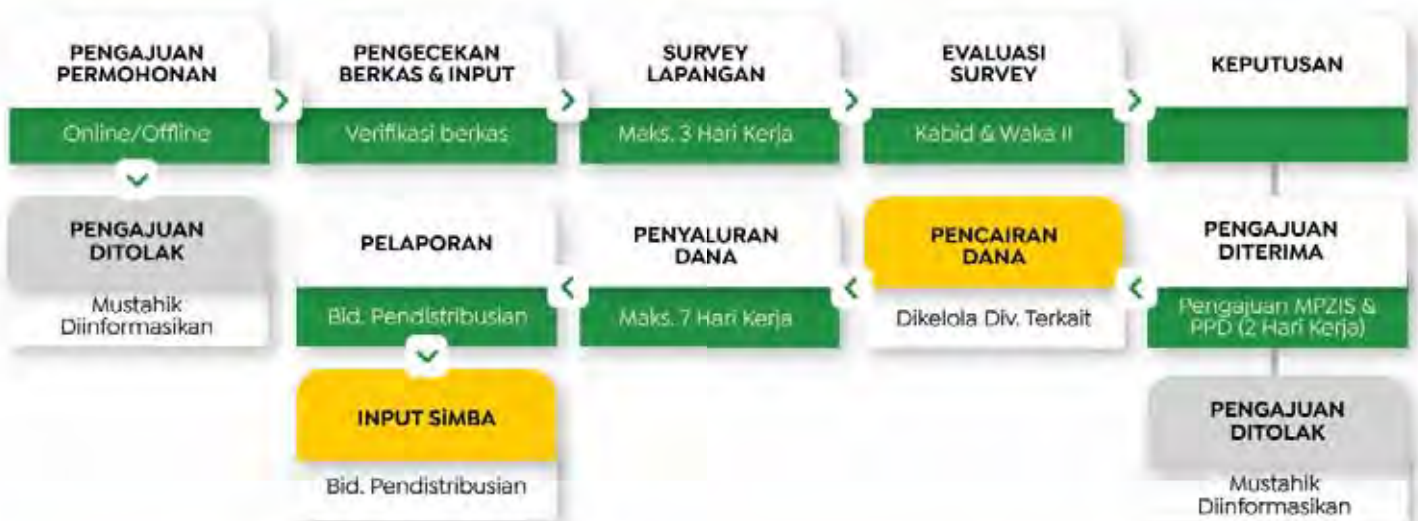 PENGAJUAN
PERMOHONAN
Online/Offline
PENGECEKAN
BERKAS & INPUT
Verifikasi berkas
SURVEY
LAPANGAN
Maks. 3 Hari Kerja
EVALUASI
SURVEY
Kabid & Waka II
KEPUTUSAN
PENGAJUAN
DITOLAK
Mustahik
Diinformasikan
PELAPORAN
Bid. Pendistribusian
PENYALURAN
DANA
Maks. 7 Hari Kerja
PENCAIRAN
DANA
Dikelola Div. Terkait
PENGAJUAN
DITERIMA
Pengajuan MPZIS &
PPD (2 Hari Kerja)
INPUT SiMBA
Bid. Pendistribusian
PENGAJUAN
DITOLAK
Mustahik
Diinformasikan